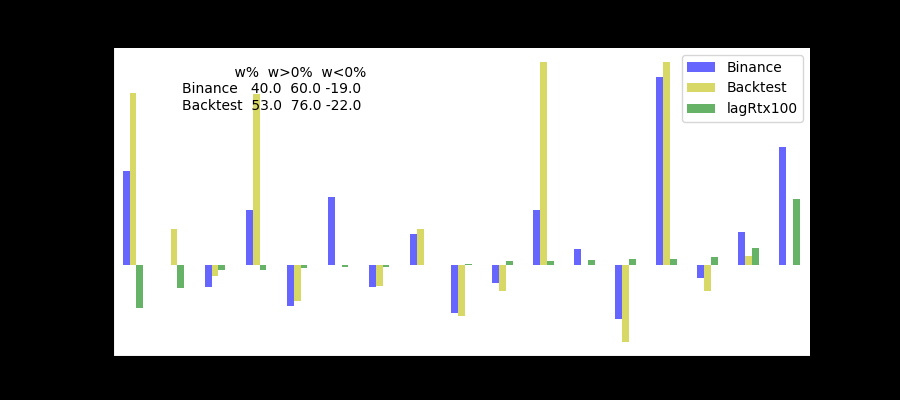 w%  w>0%  w<0%
Binance   40.0  60.0 -19.0
Backtest  53.0  76.0 -22.0
Binance
Backtest
lagRtx100